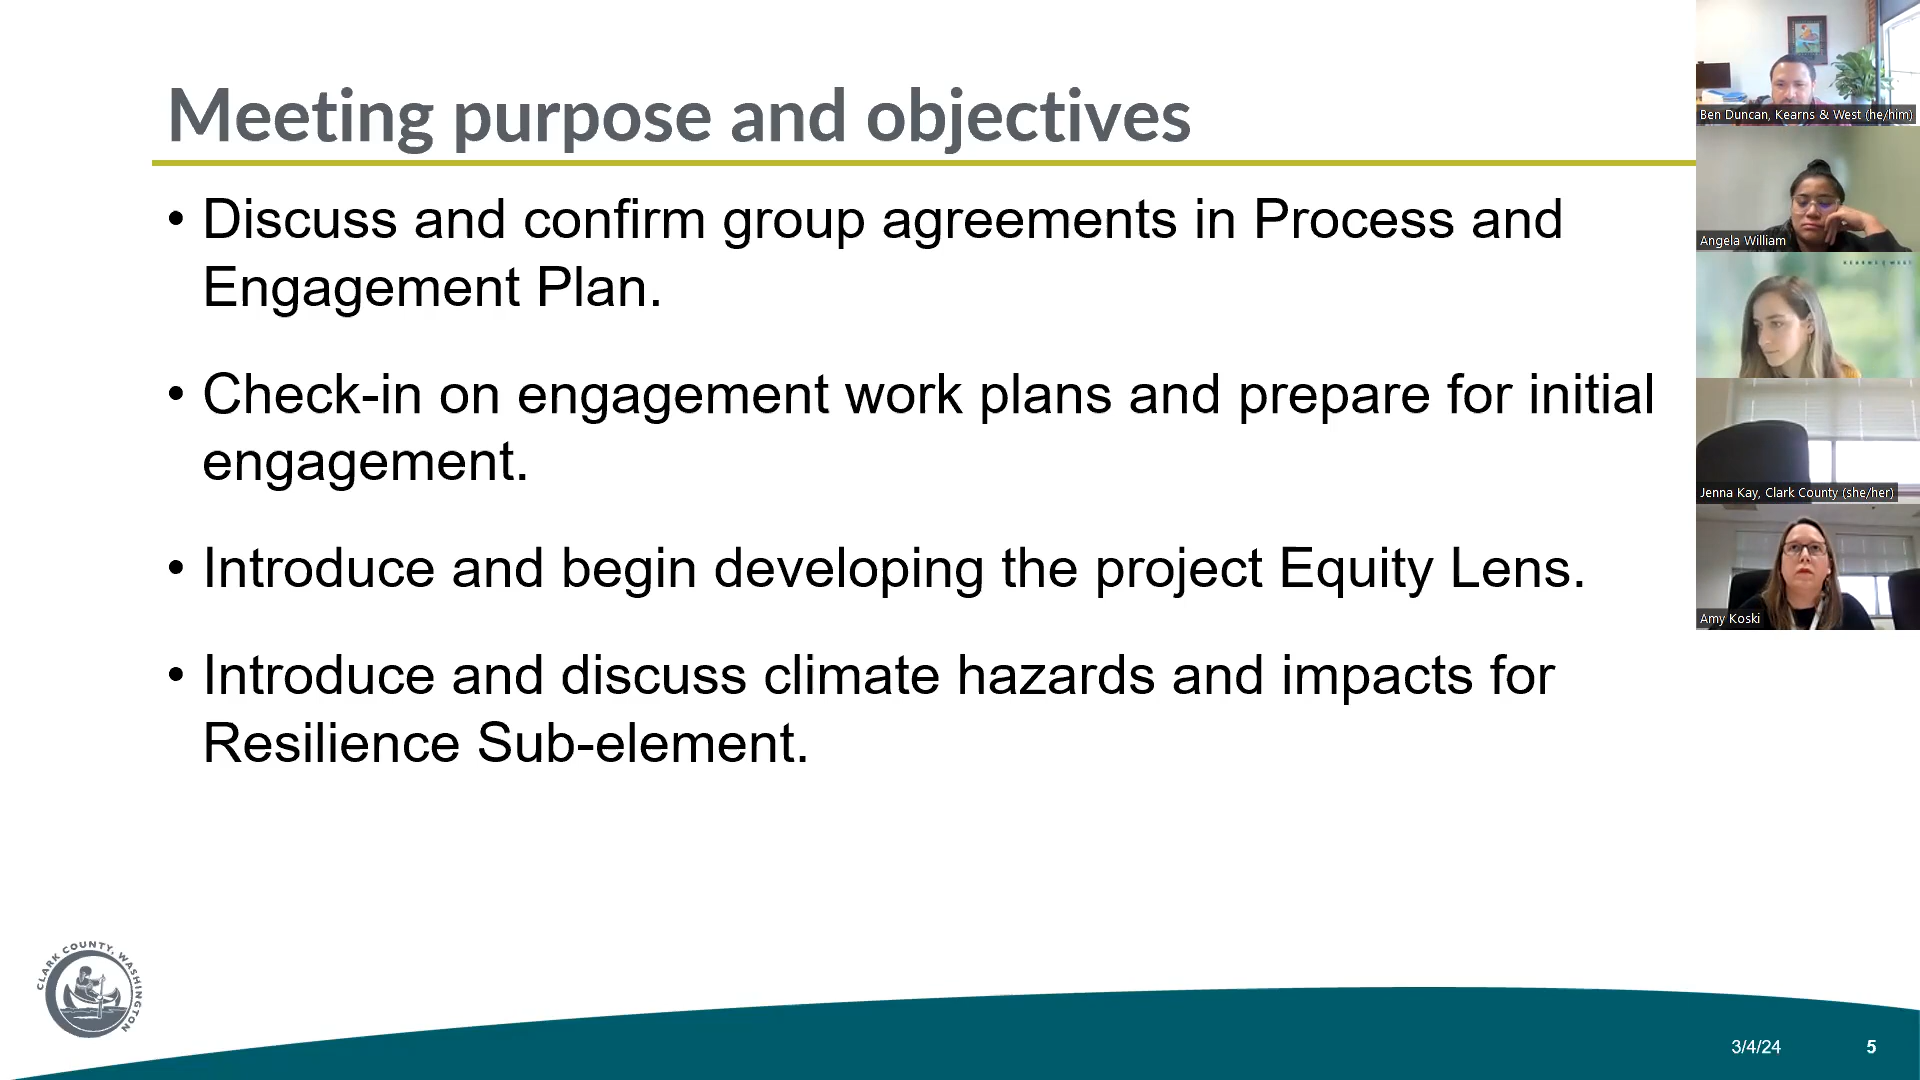 Meeting purpose and objectives
• Discuss and confirm group agreements in Process and
Engagement Plan.
• Check-in on engagement work plans and prepare for initial
engagement.
• Introduce and begin developing the project Equity Lens.
• Introduce and discuss climate hazards and impacts for
Resilience Sub-element.
Ben Duncan, Kearns & West (he/him)
Angela William
KEARNS & WEST
Jenna Kay, Clark County (she/her)
Amy Koski
CLARK COUNTY, WASHINGTON
3/4/24
5